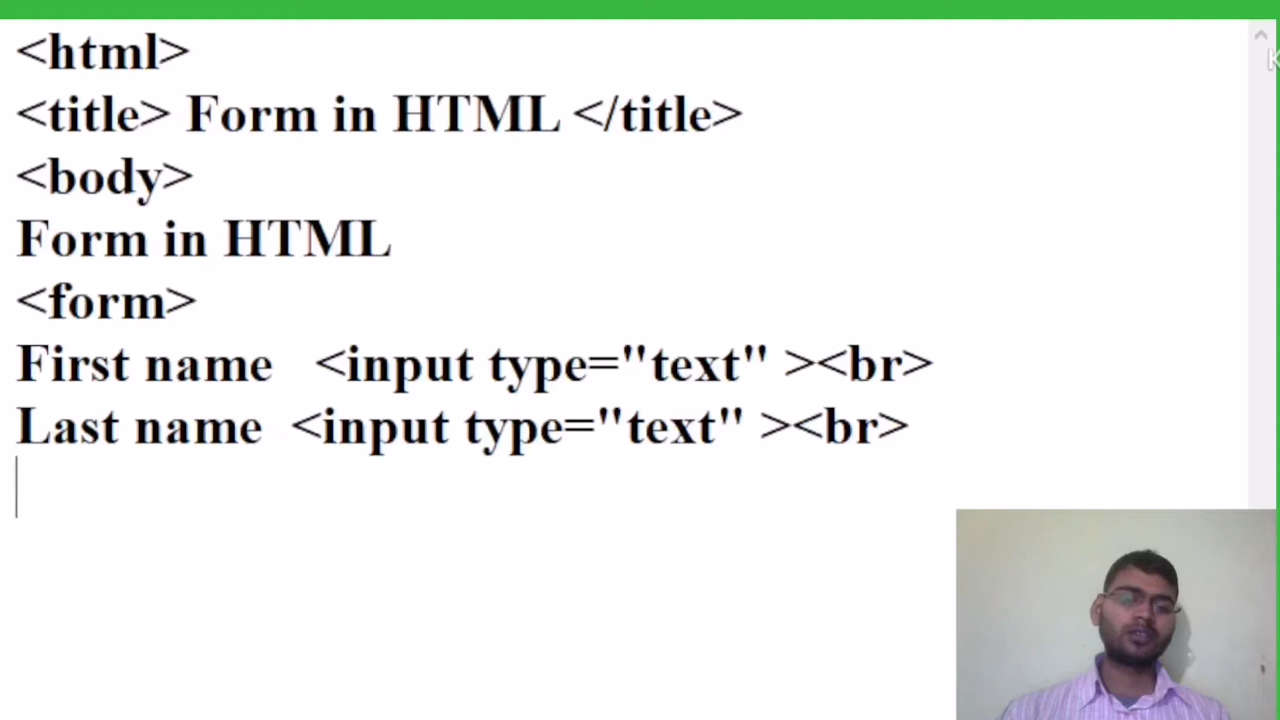 <html>
<title> Form in HTML </title>
<body>
Form in HTML
<form>
First name   <input type="text" ><br>
Last name  <input type="text" ><br>